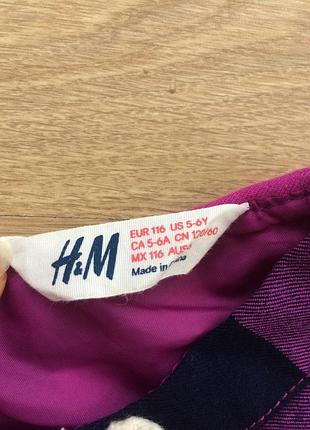 H&M
EUR 116 US 5-6Y
CA 5-6A CN 120/60
MX 116
Made in